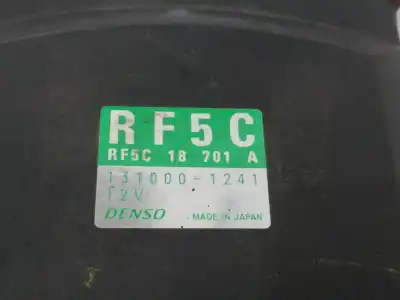 RF5C
RF5C 18 701 A
131000-1241
12V
DENSO MADE IN JAPAN